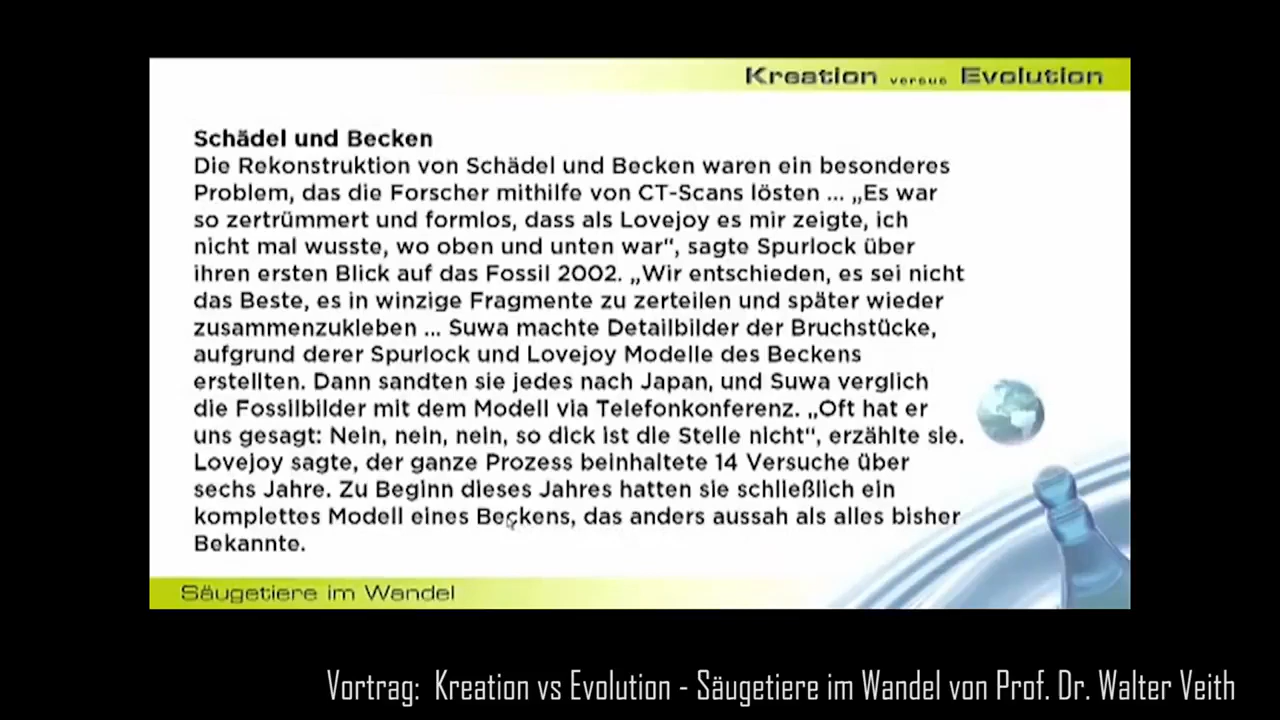 Kreation versus Evolution
Schädel und Becken
Die Rekonstruktion von Schädel und Becken waren ein besonderes
Problem, das die Forscher mithilfe von CT-Scans lösten ... „Es war
so zertrümmert und formlos, dass als Lovejoy es mir zeigte, ich
nicht mal wusste, wo oben und unten war“, sagte Spurlock über
ihren ersten Blick auf das Fossil 2002. „Wir entschieden, es sei nicht
das Beste, es in winzige Fragmente zu zerteilen und später wieder
zusammenzukleben ... Suwa machte Detailbilder der Bruchstücke,
aufgrund derer Spurlock und Lovejoy Modelle des Beckens
erstellten. Dann sandten sie jedes nach Japan, und Suwa verglich
die Fossilbilder mit dem Modell via Telefonkonferenz. „Oft hat er
uns gesagt: Nein, nein, nein, so dick ist die Stelle nicht“, erzählte sie.
Lovejoy sagte, der ganze Prozess beinhaltete 14 Versuche über
sechs Jahre. Zu Beginn dieses Jahres hatten sie schließlich ein
komplettes Modell eines Beckens, das anders aussah als alles bisher
Bekannte.
Säugetiere im Wandel
Vortrag: Kreation vs Evolution - Säugetiere im Wandel von Prof. Dr. Walter Veith